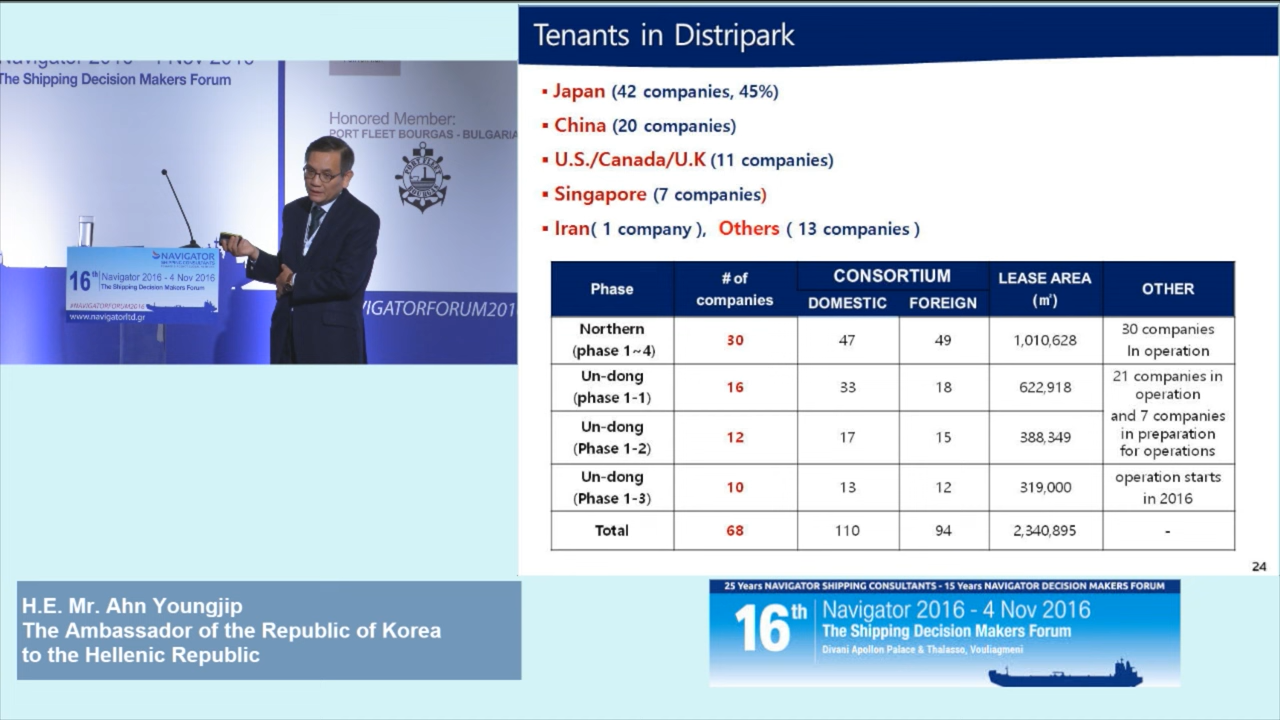 Navigator 2016 - 4 Nov 2016
The Shipping Decision Makers Forum
Honored Member:
PORT FLEET BOURGAS - BULGARIA
NAVIGATOR
16th Navigator 2016 - 4 Nov 2016
The Shipping Decision Makers Forum
#NAVIGATORFORUM2016
www.navigatorltd.gr
VIGATORFORUM201
Tenants in Distripark
▪ Japan (42 companies, 45%)
▪ China (20 companies)
▪ U.S./Canada/U.K (11 companies)
▪ Singapore (7 companies)
▪ Iran( 1 company ), Others ( 13 companies )
Phase # of companies CONSORTIUM DOMESTIC FOREIGN LEASE AREA (㎡) OTHER
Northern (phase 1~4) 30 47 49 1,010,628 30 companies In operation
Un-dong (phase 1-1) 16 33 18 622,918 21 companies in operation
Un-dong (Phase 1-2) 12 17 15 388,349 and 7 companies in preparation for operations
Un-dong (Phase 1-3) 10 13 12 319,000 operation starts in 2016
Total 68 110 94 2,340,895 -
24
H.E. Mr. Ahn Youngjip
The Ambassador of the Republic of Korea
to the Hellenic Republic
25 Years NAVIGATOR SHIPPING CONSULTANTS - 15 Years NAVIGATOR DECISION MAKERS FORUM
16th Navigator 2016 - 4 Nov 2016
The Shipping Decision Makers Forum
Divani Apollon Palace & Thalasso, Vouliagmeni